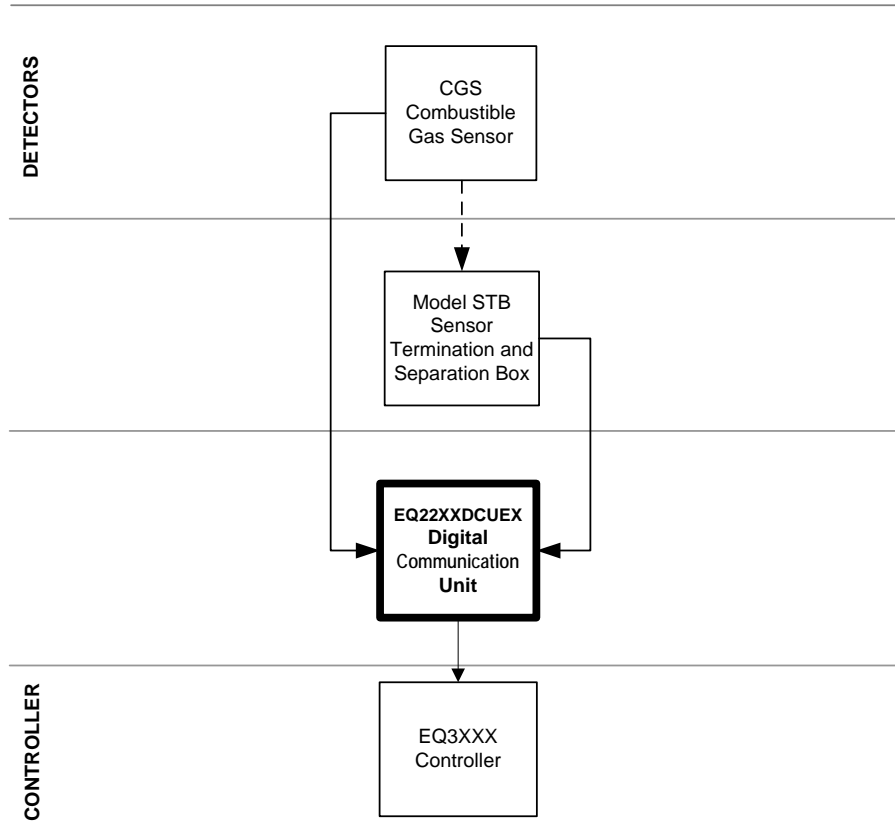 DETECTORS
CGS
Combustible
Gas Sensor
Model STB
Sensor
Termination and
Separation Box
EQ22XXDCUEX
Digital
Communication
Unit
CONTROLLER
EQ3XXX
Controller